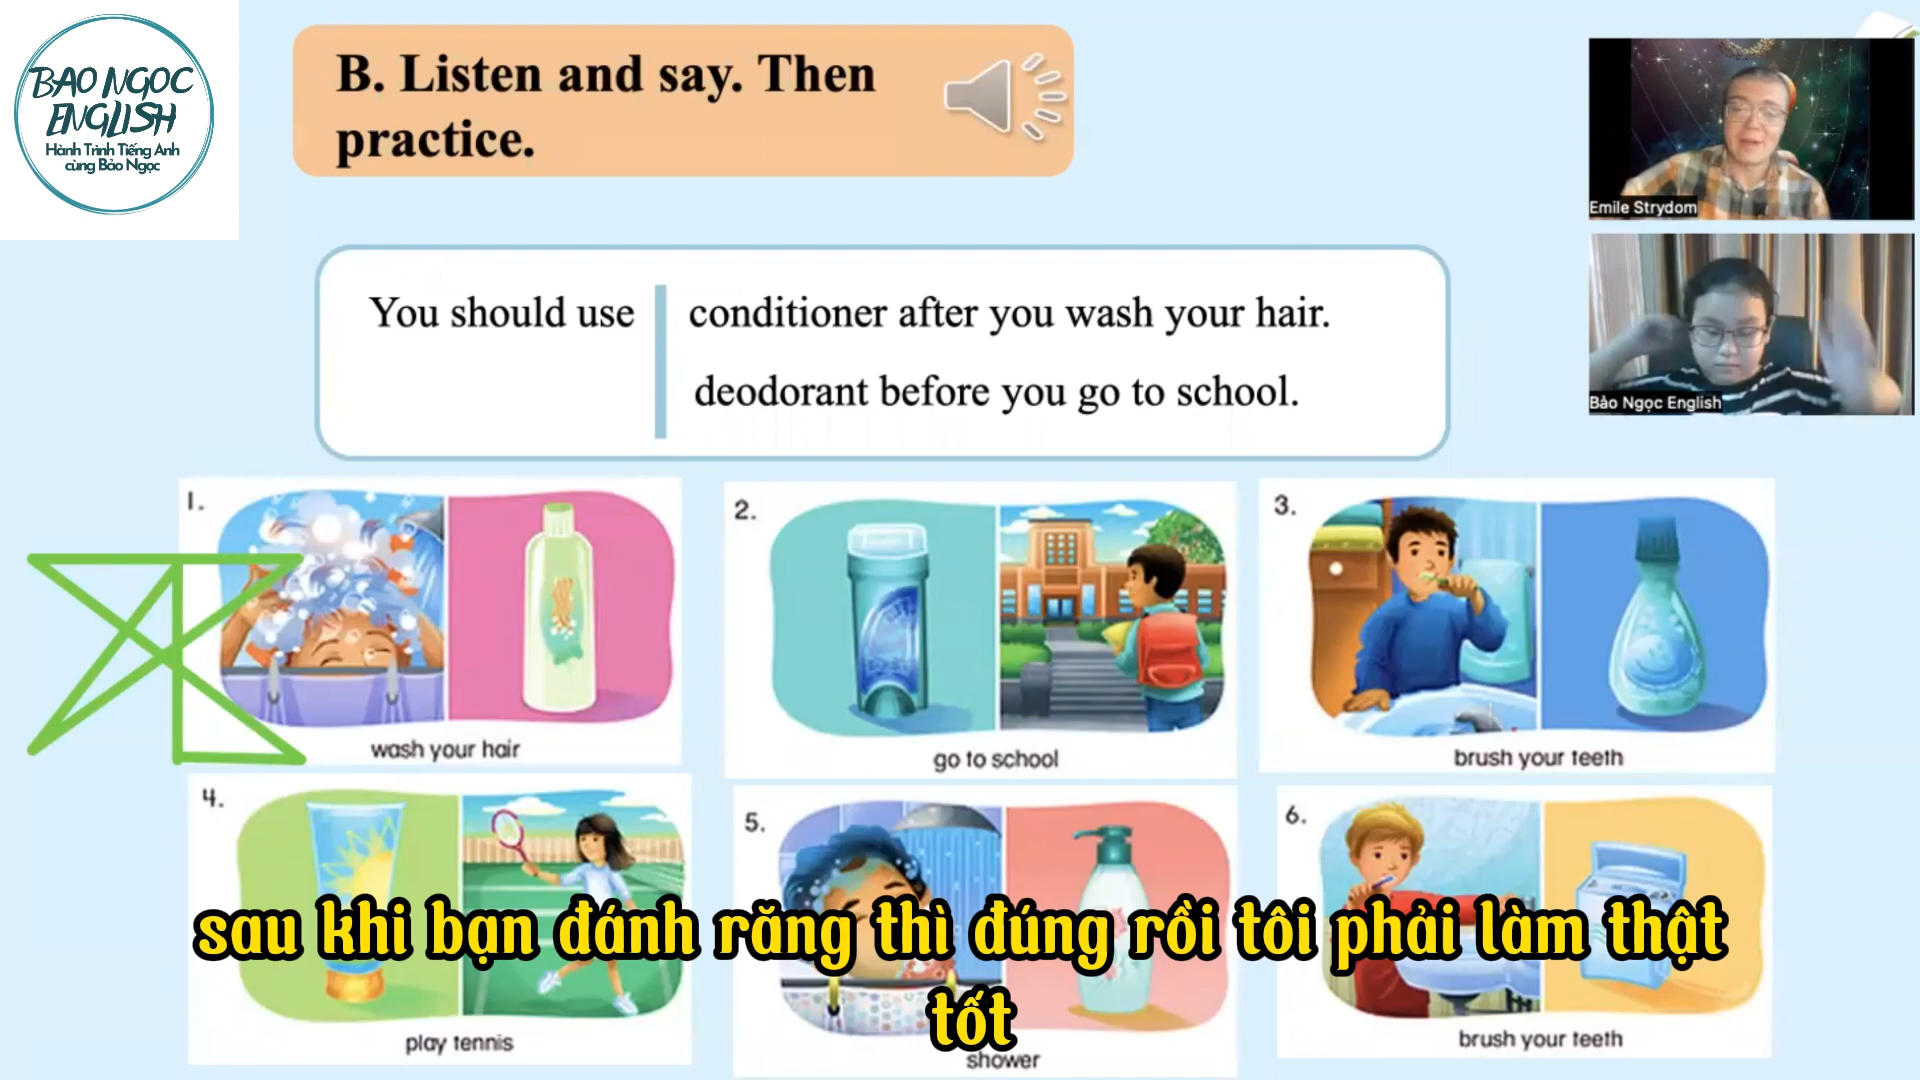 BAO NGOC
ENGLISH
Hành Trình Tiếng Anh
cùng Bảo Ngọc
B. Listen and say. Then
practice.
Emile Strydom
Bảo Ngọc English
You should use
conditioner after you wash your hair.
deodorant before you go to school.
1.
wash your hair
2.
go to school
3.
brush your teeth
4.
play tennis
5.
shower
6.
brush your teeth
sau khi bạn đánh răng thì đúng rồi tôi phải làm thật
tốt